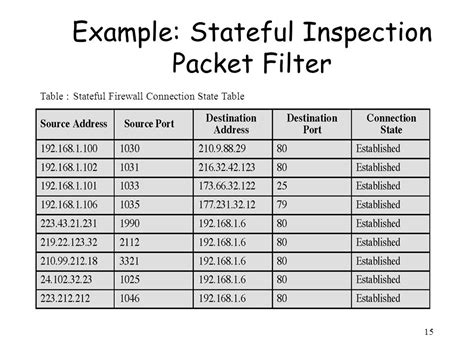 Example: Stateful Inspection
Packet Filter
Table : Stateful Firewall Connection State Table
Source Address Source Port Destination Address Destination Port Connection State
192.168.1.100 1030 210.9.88.29 80 Established
192.168.1.102 1031 216.32.42.123 80 Established
192.168.1.101 1033 173.66.32.122 25 Established
192.168.1.106 1035 177.231.32.12 79 Established
223.43.21.231 1990 192.168.1.6 80 Established
219.22.123.32 2112 192.168.1.6 80 Established
210.99.212.18 3321 192.168.1.6 80 Established
24.102.32.23 1025 192.168.1.6 80 Established
223.212.212 1046 192.168.1.6 80 Established
15